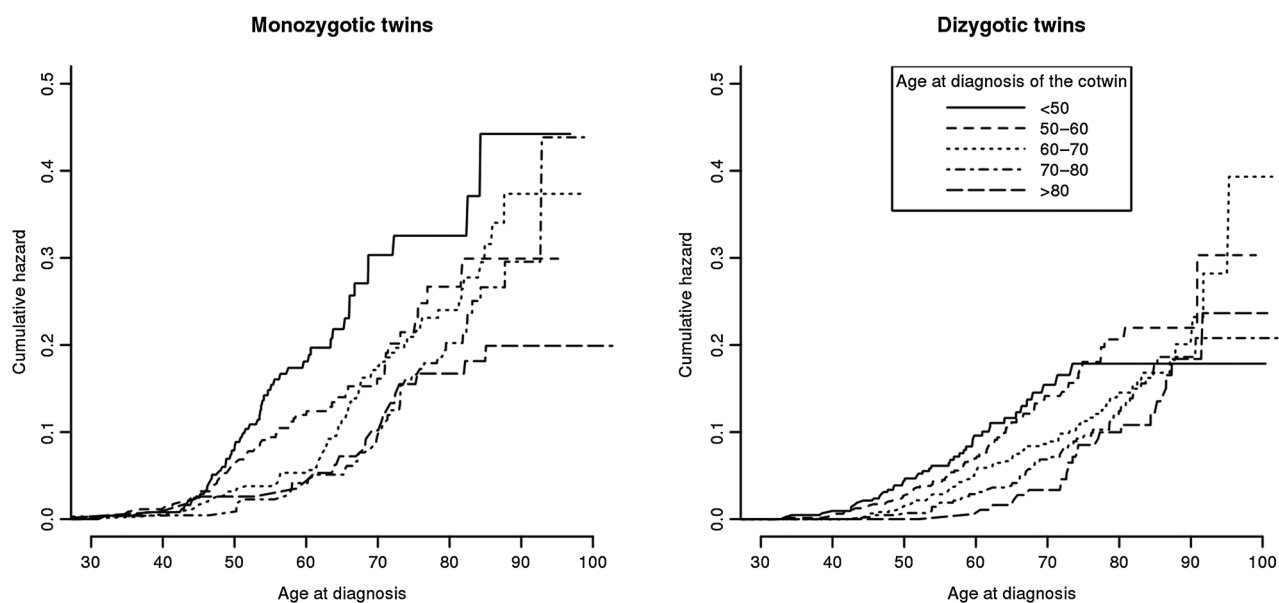 Monozygotic twins
Cumulative hazard
0.5
0.4
0.3
0.2
0.1
0.0
30 40 50 60 70 80 90 100
Age at diagnosis
Dizygotic twins
Cumulative hazard
0.5
0.4
0.3
0.2
0.1
0.0
Age at diagnosis of the cotwin
<50
50–60
60–70
70–80
>80
30 40 50 60 70 80 90 100
Age at diagnosis